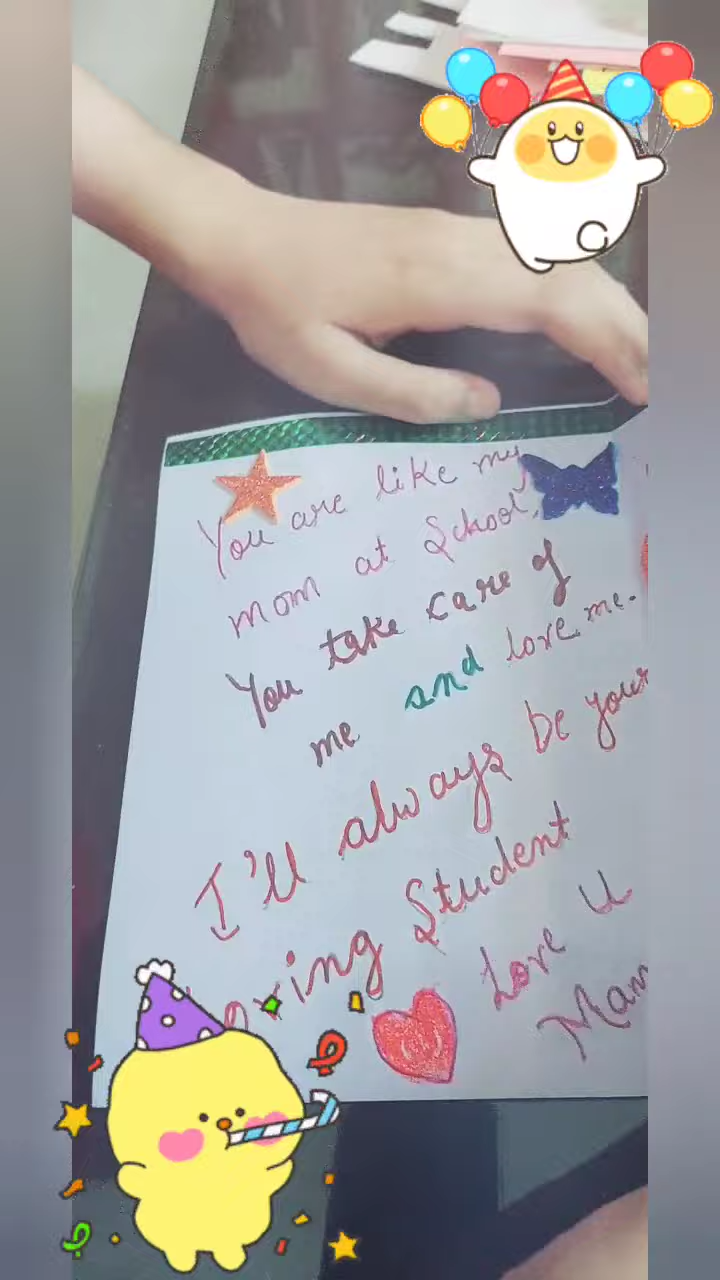 You are like my
mom at School,
You take care of
me and love me.
I'll always be your
loving Student
Love U
Mam